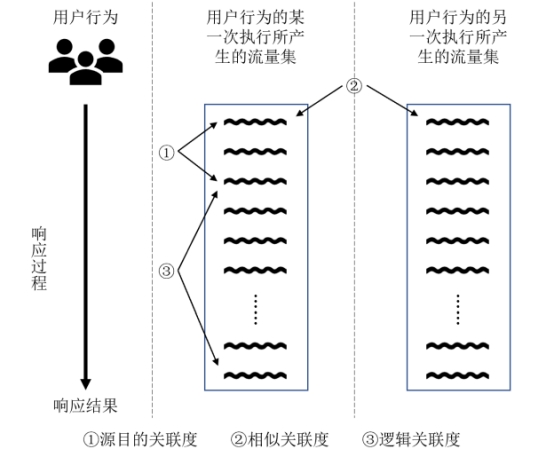 用户行为
用户行为的某
一次执行所产
生的流量集
用户行为的另
一次执行所产
生的流量集
②
①
③
响应过程
响应结果
①源目的关联度 ②相似关联度 ③逻辑关联度